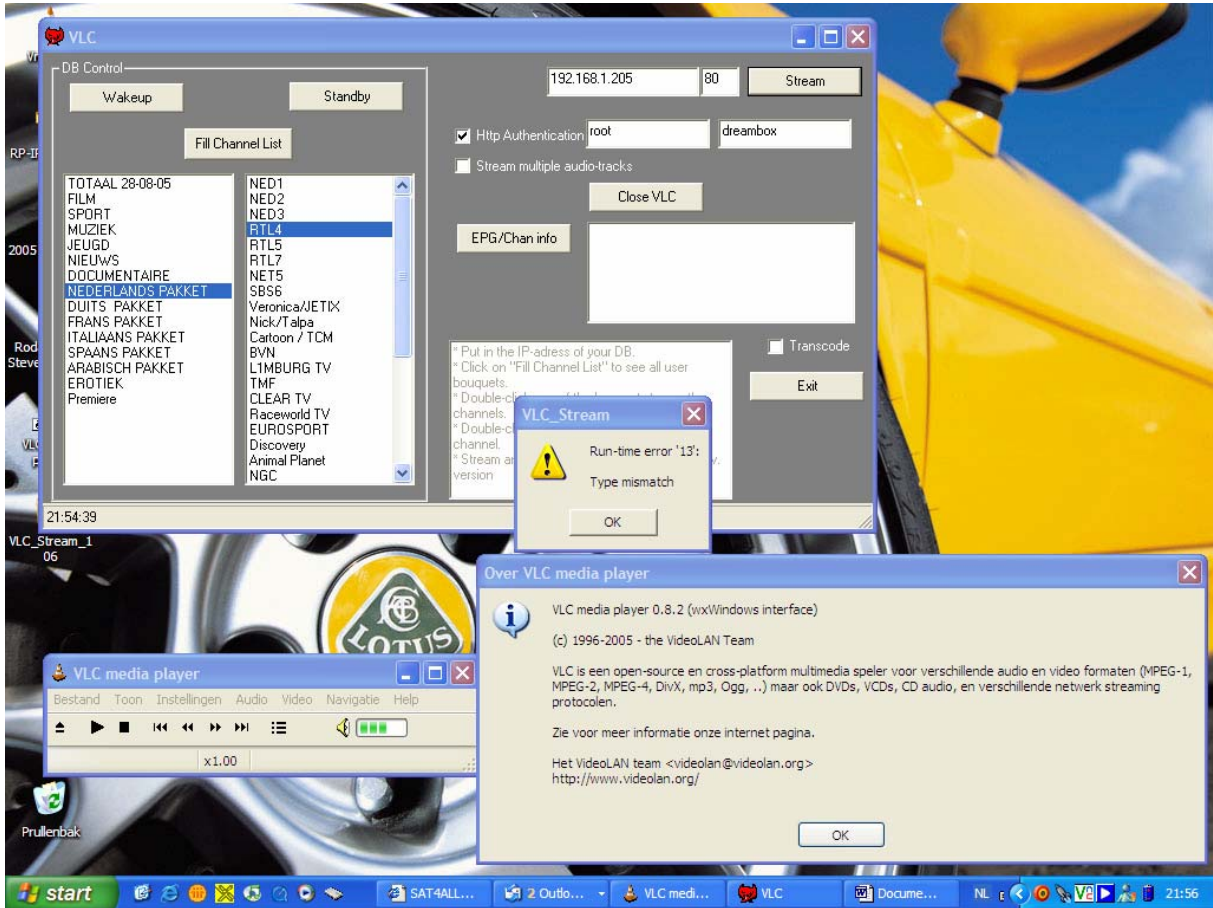 VLC
DB Control
Wakeup
Standby
Fill Channel List
192.168.1.205
80
Stream
Http Authentication
root
dreambox
Stream multiple audio-tracks
Close VLC
EPG/Chan info
TOTAAL 28-08-05
FILM
SPORT
MUZIEK
JEUGD
NIEUWS
DOCUMENTAIRE
NEDERLANDS PAKKET
DUITS PAKKET
FRANS PAKKET
ITALIAANS PAKKET
SPAANS PAKKET
ARABISCH PAKKET
EROTIEK
Premiere
NED1
NED2
NED3
RTL4
RTL5
RTL7
NET5
SBS6
Veronica/JETIX
Nick/Talpa
Cartoon / TCM
BVN
L1MBURG TV
TMF
CLEAR TV
Raceworld TV
EUROSPORT
Discovery
Animal Planet
NGC
* Put in the IP-adress of your DB.
* Click on "Fill Channel List" to see all user
bouquets.
channels.
channel.
* Stream
version
Transcode
Exit
21:54:39
VLC_Stream
Run-time error '13':
Type mismatch
OK
2005
VLC_Stream_1
06
LOTUS
VLC media player
Bestand Toon Instellingen Audio Video Navigatie Help
x1.00
Over VLC media player
VLC media player 0.8.2 (wxWindows interface)
(c) 1996-2005 - the VideoLAN Team
VLC is een open-source en cross-platform multimedia speler voor verschillende audio en video formaten (MPEG-1,
MPEG-2, MPEG-4, DivX, mp3, Ogg, ..) maar ook DVDs, VCDs, CD audio, en verschillende netwerk streaming
protocolen.
Zie voor meer informatie onze internet pagina.
Het VideoLAN team <videolan@videolan.org>
http://www.videolan.org/
OK
Prullenbak
start
SAT4ALL...
2 Outlo...
VLC medi...
VLC
Docume...
NL
21:56